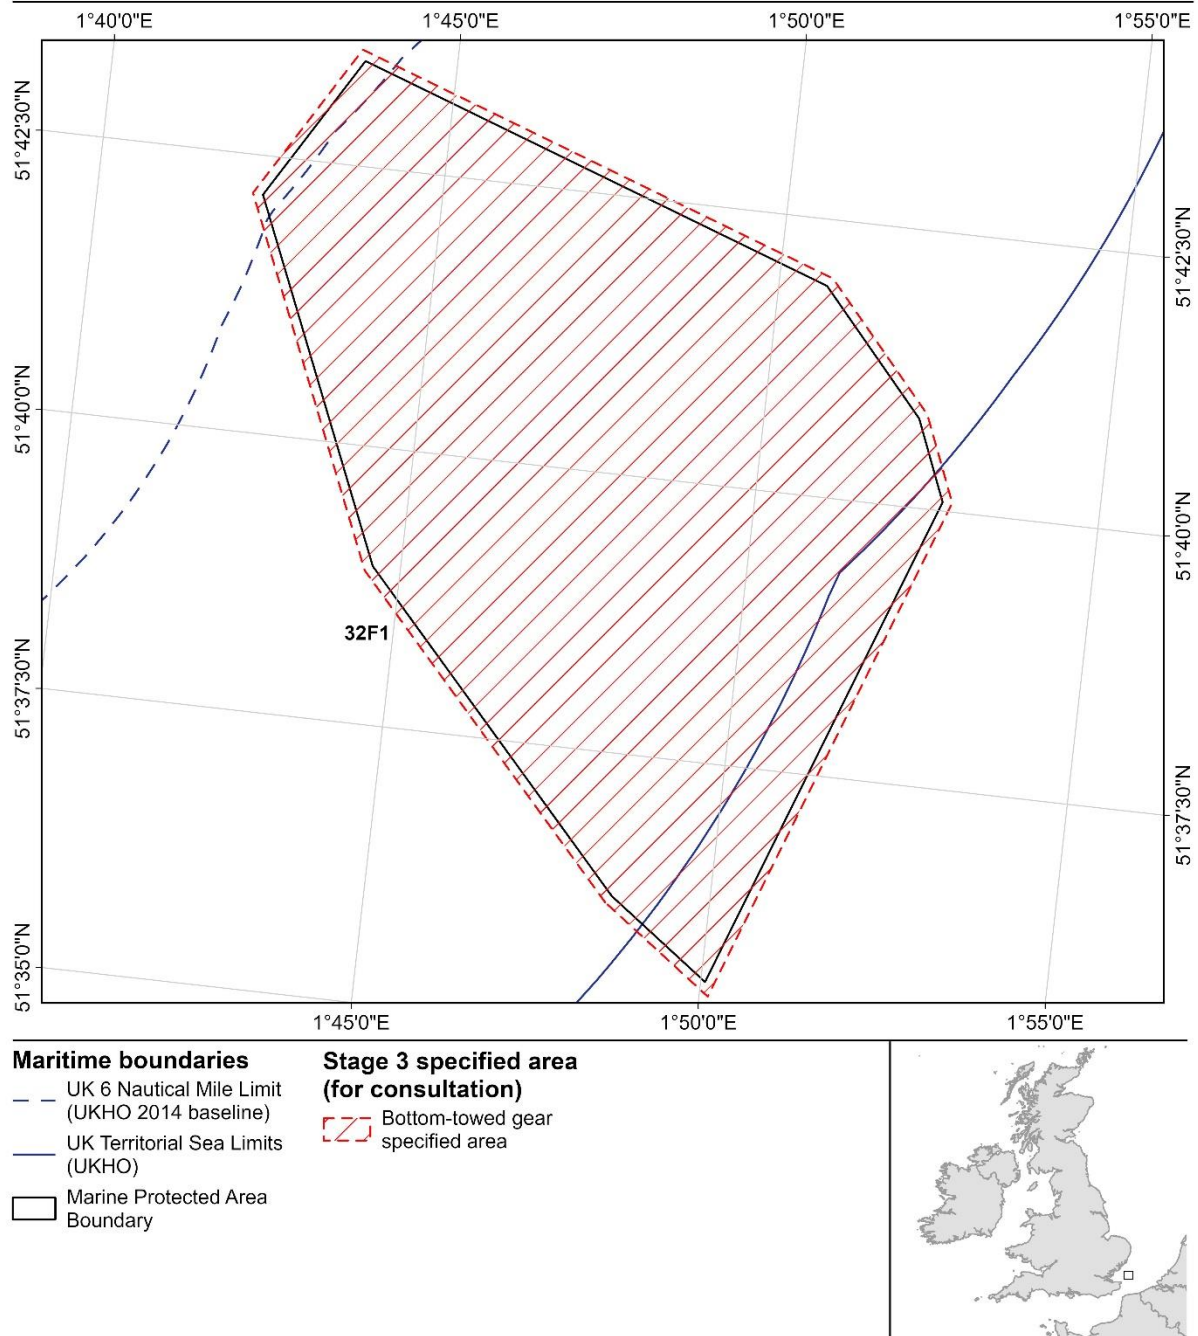 1°40'0"E
1°45'0"E
1°50'0"E
1°55'0"E
51°42'30"N
51°40'0"N
51°37'30"N
51°35'0"N
51°42'30"N
51°40'0"N
51°37'30"N
32F1
1°45'0"E
1°50'0"E
1°55'0"E
Maritime boundaries
UK 6 Nautical Mile Limit
(UKHO 2014 baseline)
UK Territorial Sea Limits
(UKHO)
Marine Protected Area
Boundary
Stage 3 specified area
(for consultation)
Bottom-towed gear
specified area